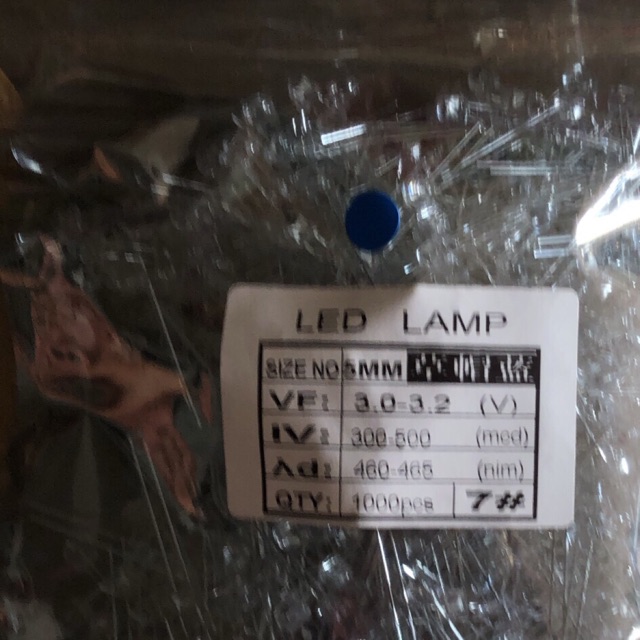 LED LAMP
SIZE NO 5MM
VF: 3.0-3.2 (V)
IV: 300-500 (mcd)
λd: 460-465 (nm)
QTY: 1000pcs 7#